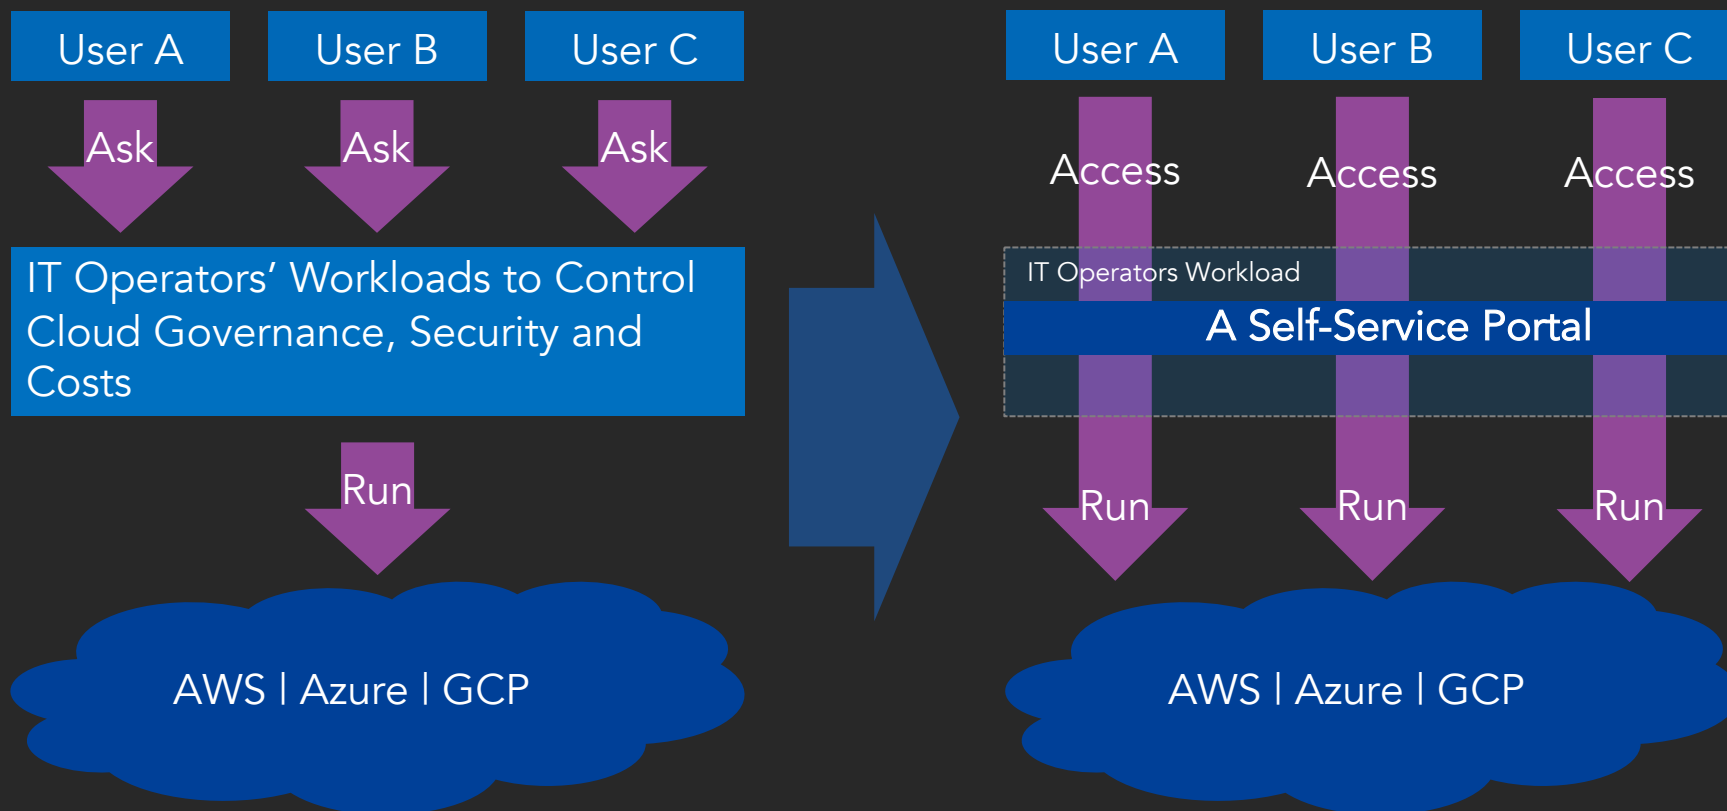 User A
User B
User C
Ask
Ask
Ask
IT Operators’ Workloads to Control
Cloud Governance, Security and
Costs
Run
AWS | Azure | GCP
User A
User B
User C
Access
Access
Access
IT Operators Workload
A Self-Service Portal
Run
Run
Run
AWS | Azure | GCP